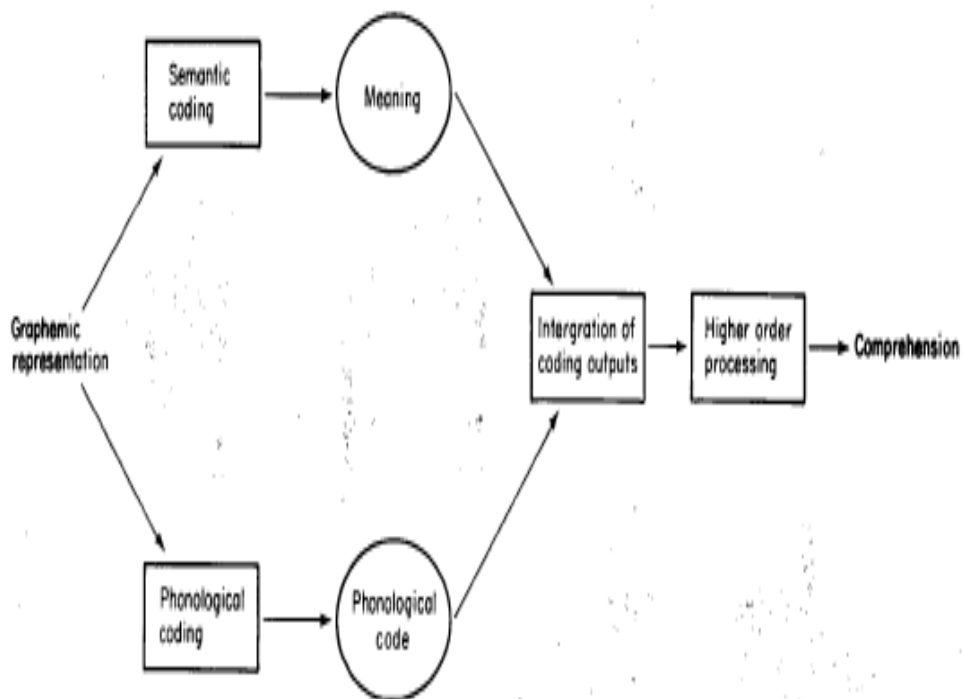 Semantic
coding
Meaning
Graphemic
representation
Intergration of
coding outputs
Higher order
processing
Comprehension
Phonological
coding
Phonological
code